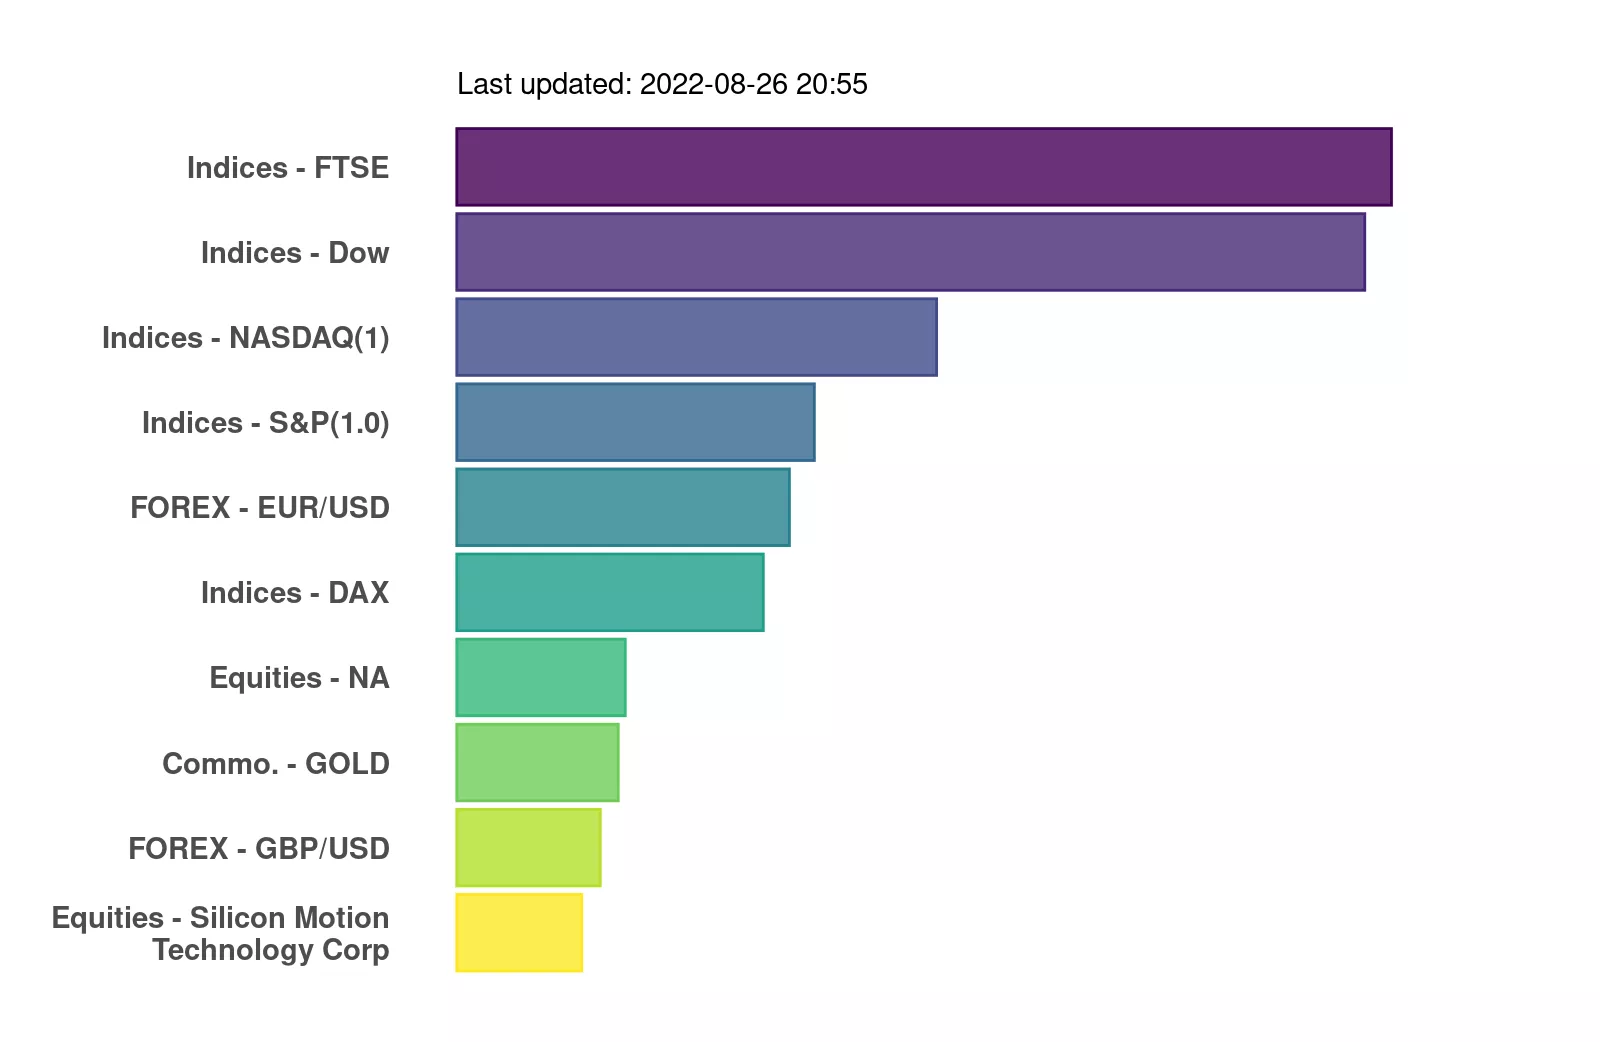 Last updated: 2022-08-26 20:55
Indices - FTSE
Indices - Dow
Indices - NASDAQ(1)
Indices - S&P(1.0)
FOREX - EUR/USD
Indices - DAX
Equities - NA
Commo. - GOLD
FOREX - GBP/USD
Equities - Silicon Motion
Technology Corp